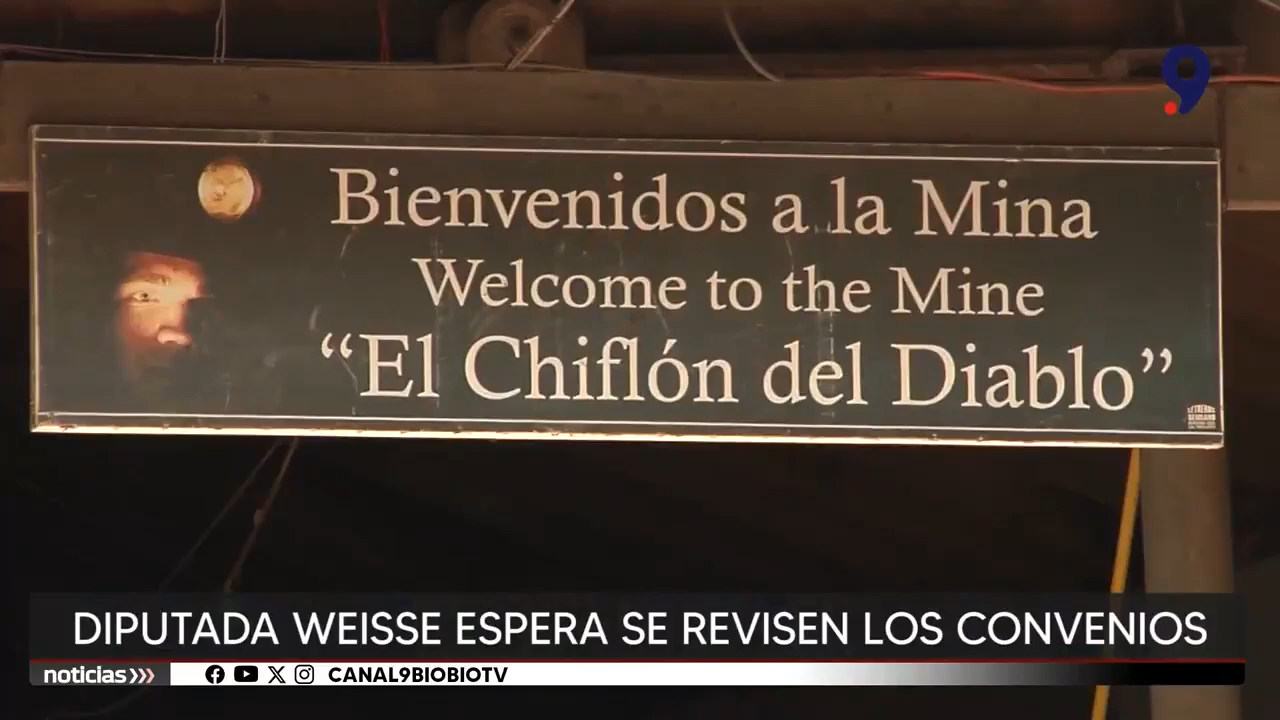 9
Bienvenidos a la Mina
Welcome to the Mine
“El Chiflón del Diablo”
DIPUTADA WEISSE ESPERA SE REVISEN LOS CONVENIOS
noticias
CANAL9BIOBIOTV